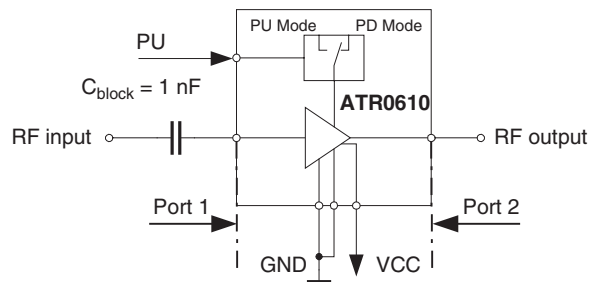 PU Mode PD Mode
PU
C_block = 1 nF
ATR0610
RF input
RF output
Port 1
Port 2
GND
VCC